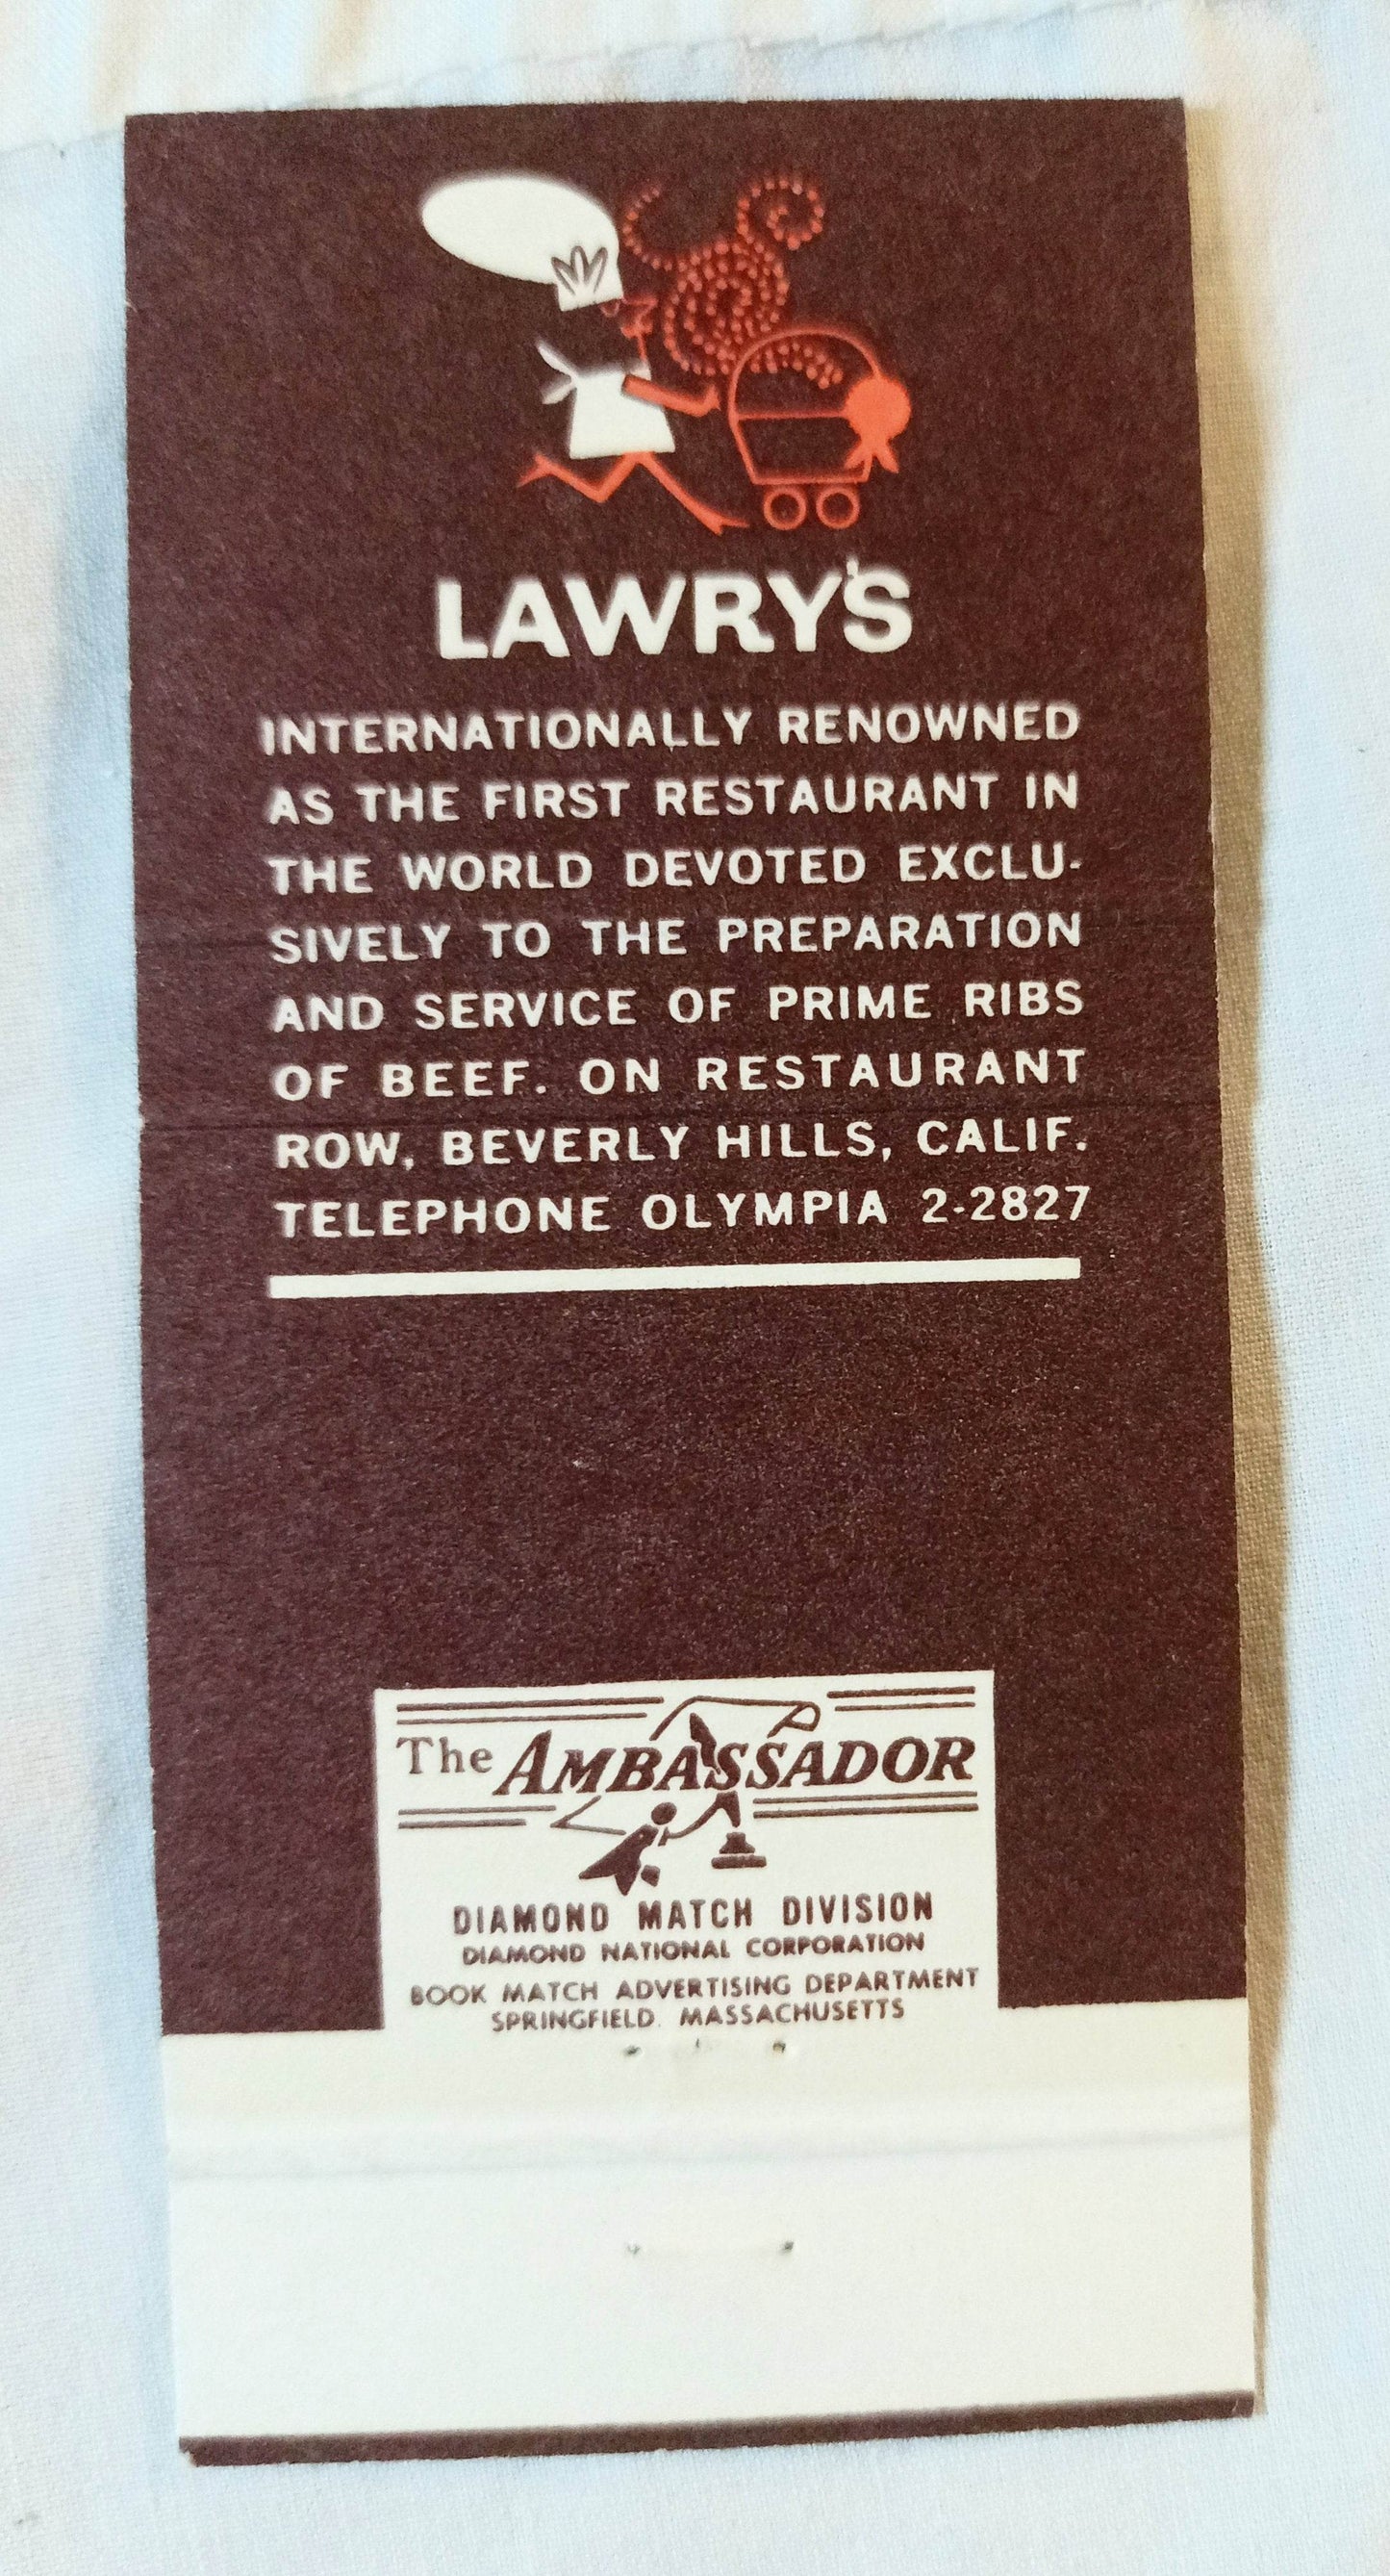 LAWRY'S
INTERNATIONALLY RENOWNED
AS THE FIRST RESTAURANT IN
THE WORLD DEVOTED EXCLU-
SIVELY TO THE PREPARATION
AND SERVICE OF PRIME RIBS
OF BEEF. ON RESTAURANT
ROW, BEVERLY HILLS, CALIF.
TELEPHONE OLYMPIA 2-2827
The AMBASSADOR
DIAMOND MATCH DIVISION
DIAMOND NATIONAL CORPORATION
BOOK MATCH ADVERTISING DEPARTMENT
SPRINGFIELD, MASSACHUSETTS